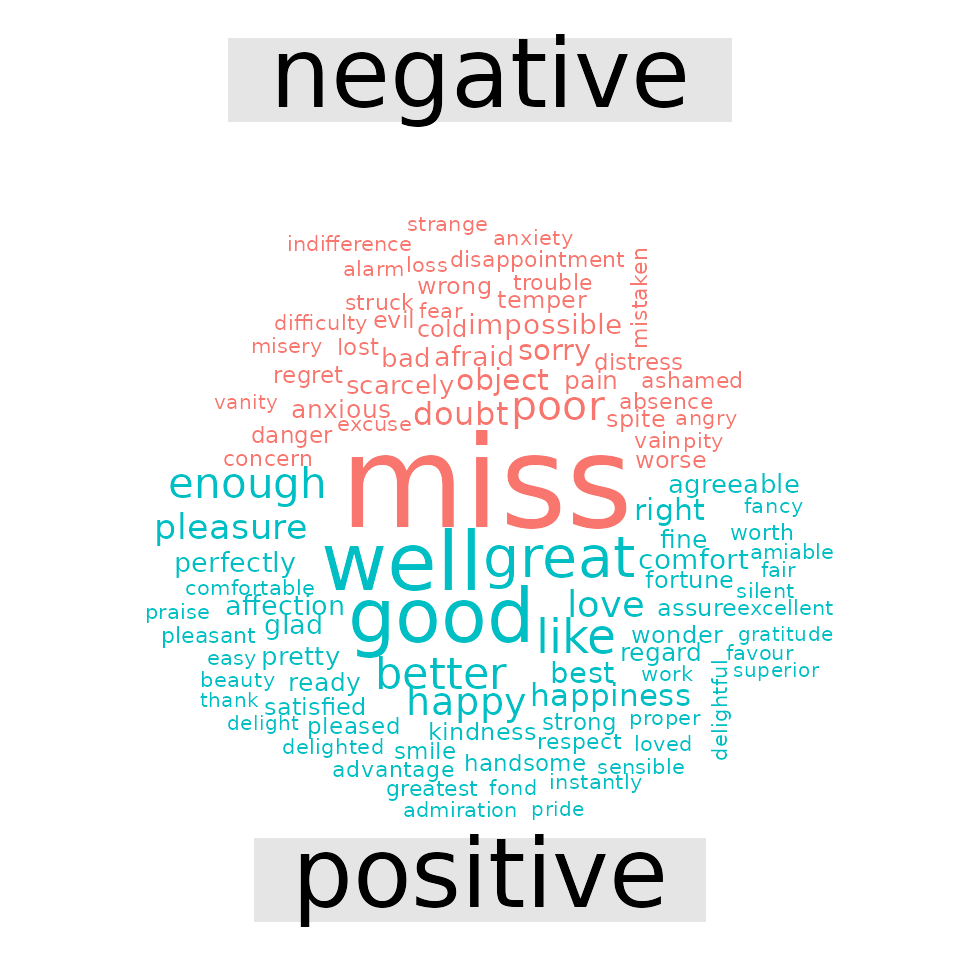 negative
strange
indifference anxiety
alarm loss disappointment
wrong trouble mistaken
struck fear temper
difficulty evil cold impossible
misery lost bad afraid sorry distress
regret scarcely object pain ashamed
vanity anxious excuse doubt poor absence spite angry
danger vain pity
concern miss worse
enough agreeable
pleasure right fancy
perfectly well great fine worth
comfort amiable
comfortable fortune fair
praise affection good love assure silent excellent
pleasant glad like wonder gratitude
easy pretty regard favour
beauty ready better best work superior
thank satisfied happy happiness delightful
delight pleased kindness strong proper
delighted smile respect loved
advantage handsome sensible
greatest fond instantly
admiration pride
positive